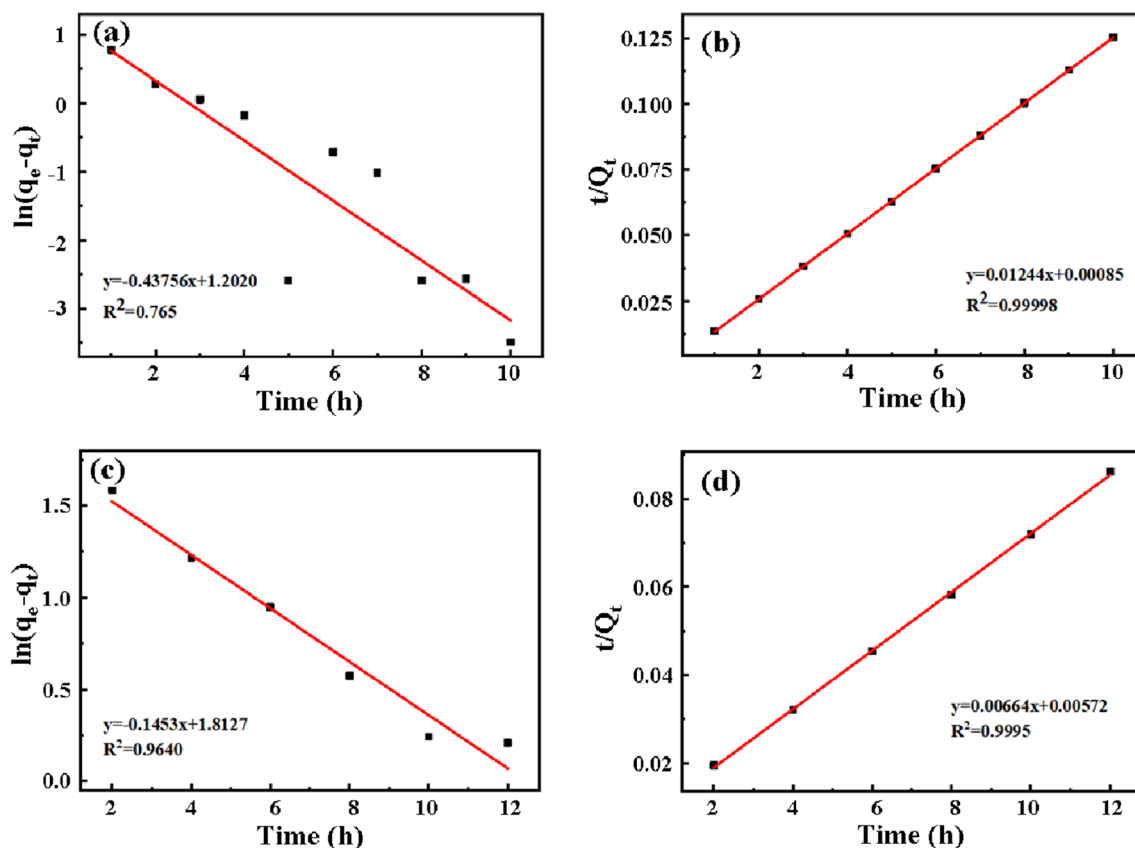 (a)
1
0
-1
-2
-3
ln(qe-qt)
y=-0.43756x+1.2020
R2=0.765
2
4
6
8
10
Time (h)
(b)
0.125
0.100
0.075
0.050
0.025
t/Qt
y=0.01244x+0.00085
R2=0.99998
2
4
6
8
10
Time (h)
(c)
1.5
1.0
0.5
0.0
ln(qe-qt)
y=-0.1453x+1.8127
R2=0.9640
2
4
6
8
10
12
Time (h)
(d)
0.08
0.06
0.04
0.02
t/Qt
y=0.00664x+0.00572
R2=0.9995
2
4
6
8
10
12
Time (h)